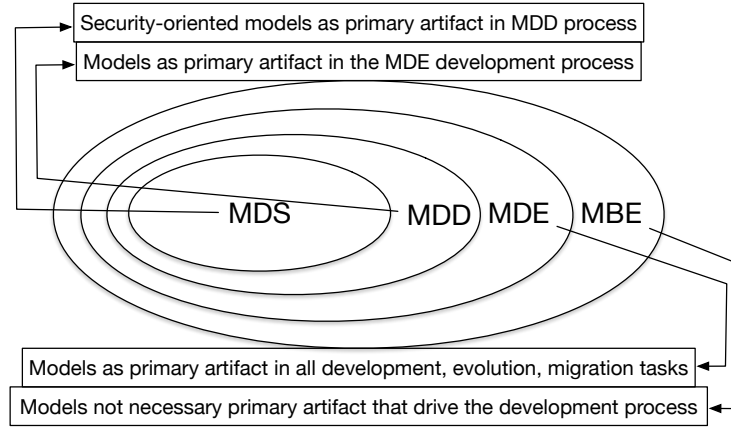 Security-oriented models as primary artifact in MDD process
Models as primary artifact in the MDE development process
MDS
MDD
MDE
MBE
Models as primary artifact in all development, evolution, migration tasks
Models not necessary primary artifact that drive the development process